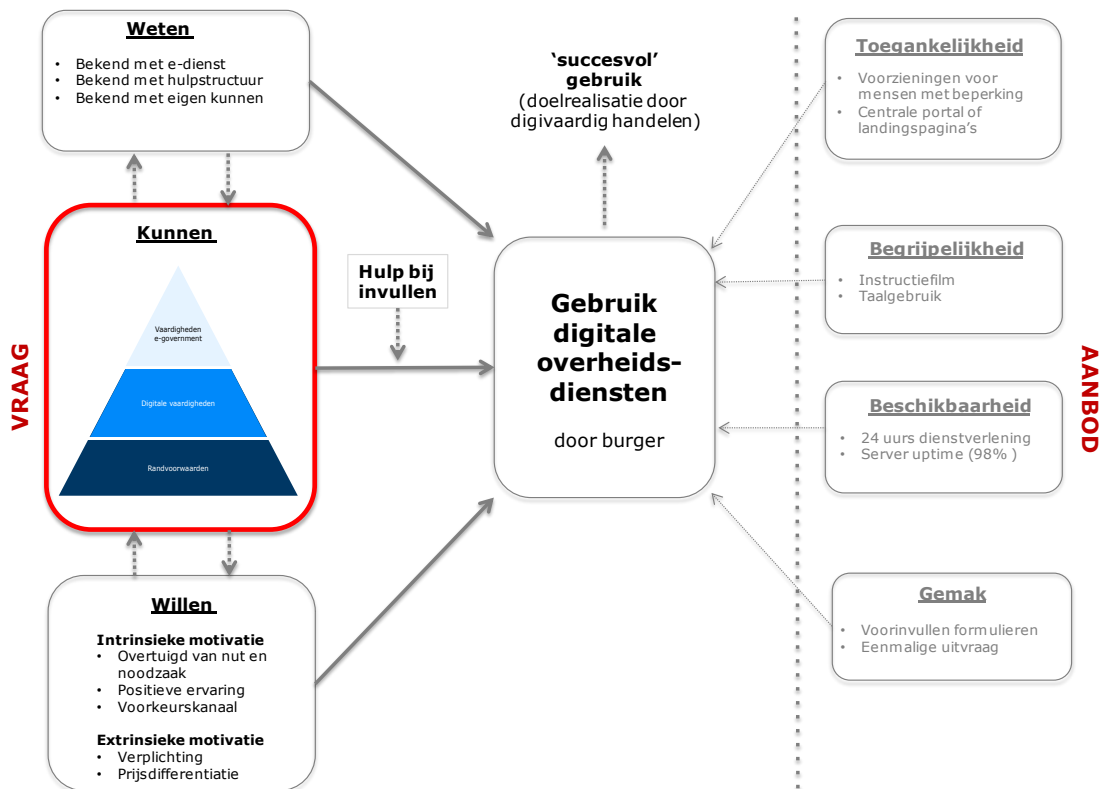 VRAAG
Weten
• Bekend met e-dienst
• Bekend met hulpstructuur
• Bekend met eigen kunnen
Kunnen
Vaardigheden
e-government
Digitale vaardigheden
Randvoorwaarden
Willen
Intrinsieke motivatie
• Overtuigd van nut en
noodzaak
• Positieve ervaring
• Voorkeurskanaal
Extrinsieke motivatie
• Verplichting
• Prijsdifferentiatie
Hulp bij
invullen
‘succesvol’
gebruik
(doelrealisatie door
digivaardig handelen)
Gebruik
digitale
overheids-
diensten
door burger
Toegankelijkheid
• Voorzieningen voor
mensen met beperking
• Centrale portal of
landingspagina’s
Begrijpelijkheid
• Instructiefilm
• Taalgebruik
Beschikbaarheid
• 24 uurs dienstverlening
• Server uptime (98% )
Gemak
• Voorinvullen formulieren
• Eenmalige uitvraag
AANBOD